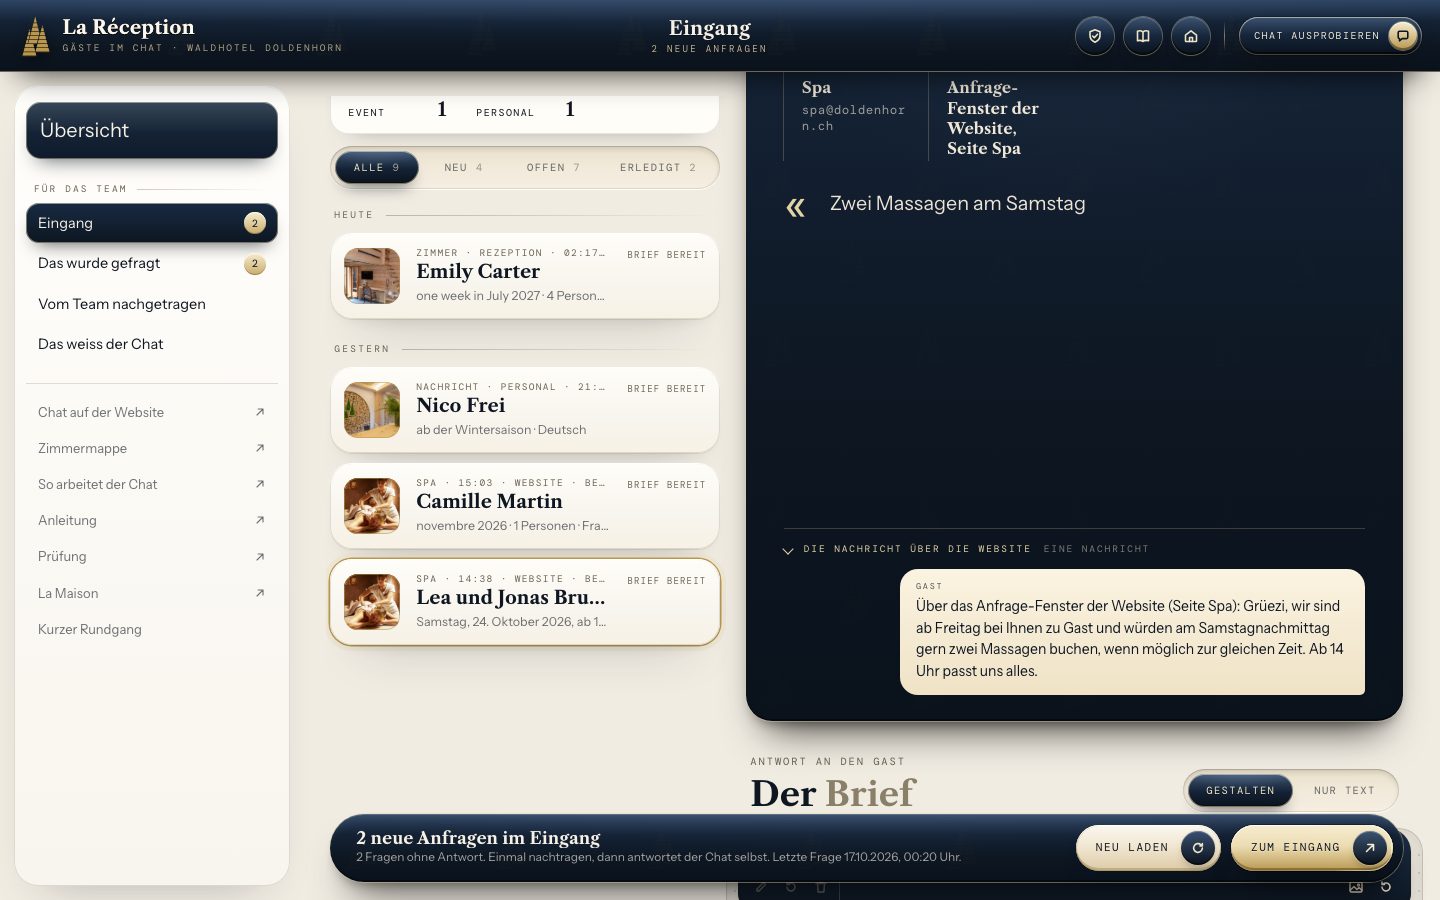 La Réception
GÄSTE IM CHAT · WALDHOTEL DOLDENHORN
Eingang
2 NEUE ANFRAGEN
CHAT AUSPROBIEREN
Übersicht
FÜR DAS TEAM
Eingang 2
Das wurde gefragt 2
Vom Team nachgetragen
Das weiss der Chat
Chat auf der Website
Zimmermappe
So arbeitet der Chat
Anleitung
Prüfung
La Maison
Kurzer Rundgang
EVENT 1 PERSONAL 1
ALLE 9 NEU 4 OFFEN 7 ERLEDIGT 2
HEUTE
ZIMMER · REZEPTION · 02:17… BRIEF BEREIT
Emily Carter
one week in July 2027 · 4 Person…
GESTERN
NACHRICHT · PERSONAL · 21:… BRIEF BEREIT
Nico Frei
ab der Wintersaison · Deutsch
SPA · 15:03 · WEBSITE · BE… BRIEF BEREIT
Camille Martin
novembre 2026 · 1 Personen · Fra…
SPA · 14:38 · WEBSITE · BE… BRIEF BEREIT
Lea und Jonas Bru…
Samstag, 24. Oktober 2026, ab 1…
Spa
spa@doldenhor
n.ch
Anfrage-
Fenster der
Website,
Seite Spa
« Zwei Massagen am Samstag
DIE NACHRICHT ÜBER DIE WEBSITE EINE NACHRICHT
GAST
Über das Anfrage-Fenster der Website (Seite Spa): Grüezi, wir sind
ab Freitag bei Ihnen zu Gast und würden am Samstagnachmittag
gern zwei Massagen buchen, wenn möglich zur gleichen Zeit. Ab 14
Uhr passt uns alles.
ANTWORT AN DEN GAST
Der Brief
GESTALTEN NUR TEXT
2 neue Anfragen im Eingang
2 Fragen ohne Antwort. Einmal nachtragen, dann antwortet der Chat selbst. Letzte Frage 17.10.2026, 00:20 Uhr.
NEU LADEN
ZUM EINGANG